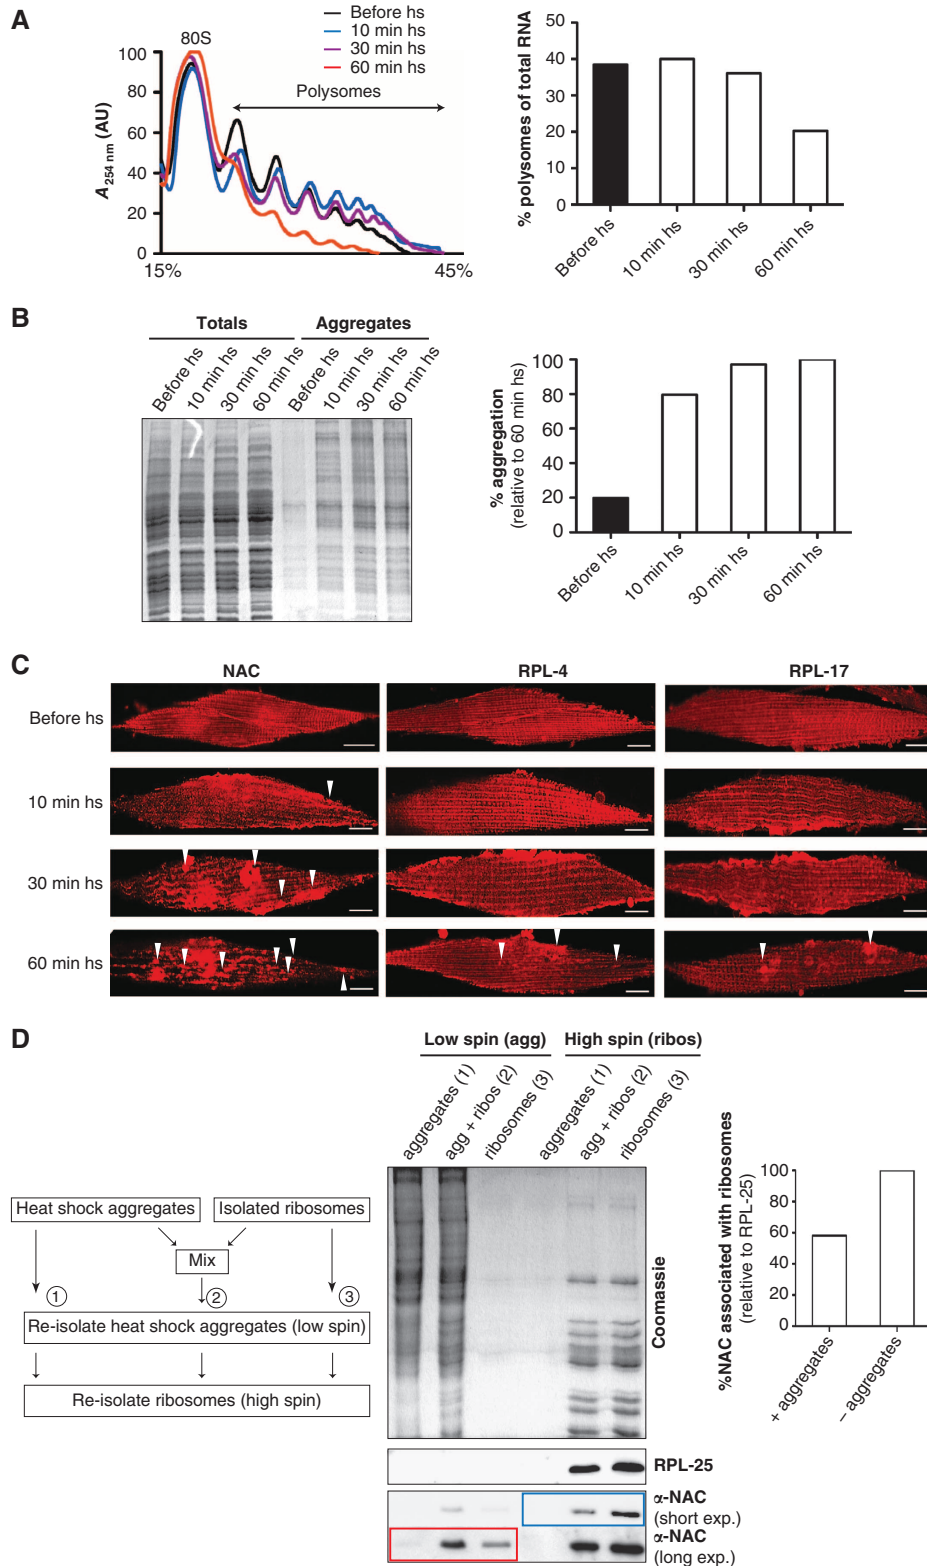 A
Before hs
10 min hs
30 min hs
60 min hs
80S
Polysomes
A254 nm (AU)
100
80
60
40
20
0
15%
45%
% polysomes of total RNA
50
40
30
20
10
0
Before hs
10 min hs
30 min hs
60 min hs
B
Totals
Aggregates
Before hs
10 min hs
30 min hs
60 min hs
Before hs
10 min hs
30 min hs
60 min hs
% aggregation
(relative to 60 min hs)
100
80
60
40
20
0
Before hs
10 min hs
30 min hs
60 min hs
C
NAC
RPL-4
RPL-17
Before hs
10 min hs
30 min hs
60 min hs
D
Low spin (agg)
High spin (ribos)
aggregates (1)
agg + ribos (2)
ribosomes (3)
aggregates (1)
agg + ribos (2)
ribosomes (3)
Heat shock aggregates
Isolated ribosomes
Mix
1
2
3
Re-isolate heat shock aggregates (low spin)
Re-isolate ribosomes (high spin)
Coomassie
RPL-25
α-NAC
(short exp.)
α-NAC
(long exp.)
%NAC associated with ribosomes
(relative to RPL-25)
100
80
60
40
20
0
+ aggregates
– aggregates